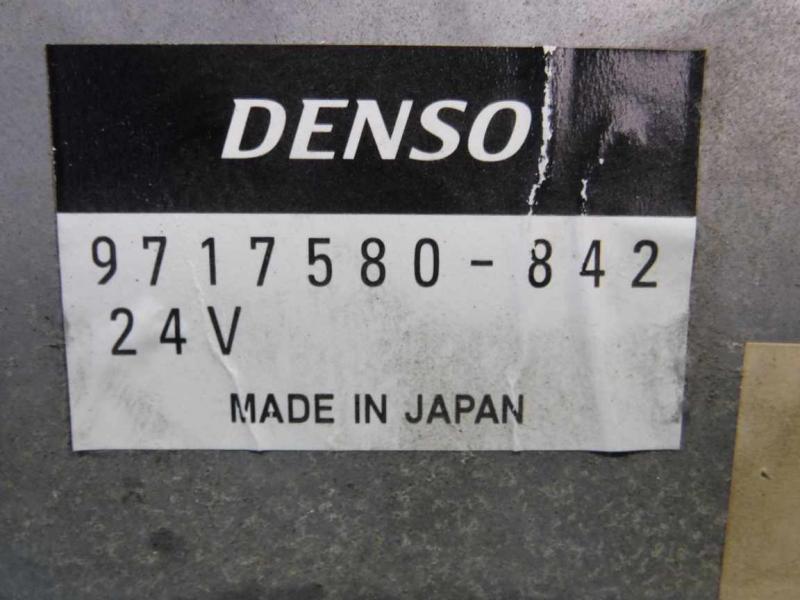 DENSO
9717580-842
24V
MADE IN JAPAN